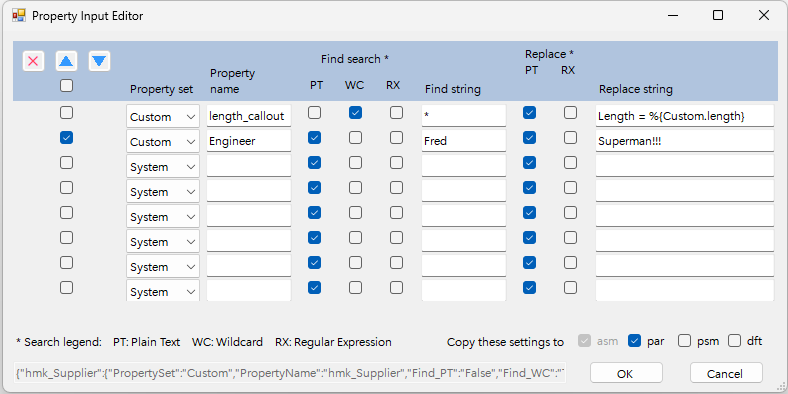 Property Input Editor
Find search *
Replace *
Property set
Property name
PT
WC
RX
Find string
PT
RX
Replace string
Custom
length_callout
*
Length = %{Custom.length}
Custom
Engineer
Fred
Superman!!!
System
System
System
System
System
System
* Search legend: PT: Plain Text WC: Wildcard RX: Regular Expression
Copy these settings to
asm
par
psm
dft
{"hmk_Supplier":{"PropertySet":"Custom","PropertyName":"hmk_Supplier","Find_PT":"False","Find_WC":"
OK
Cancel